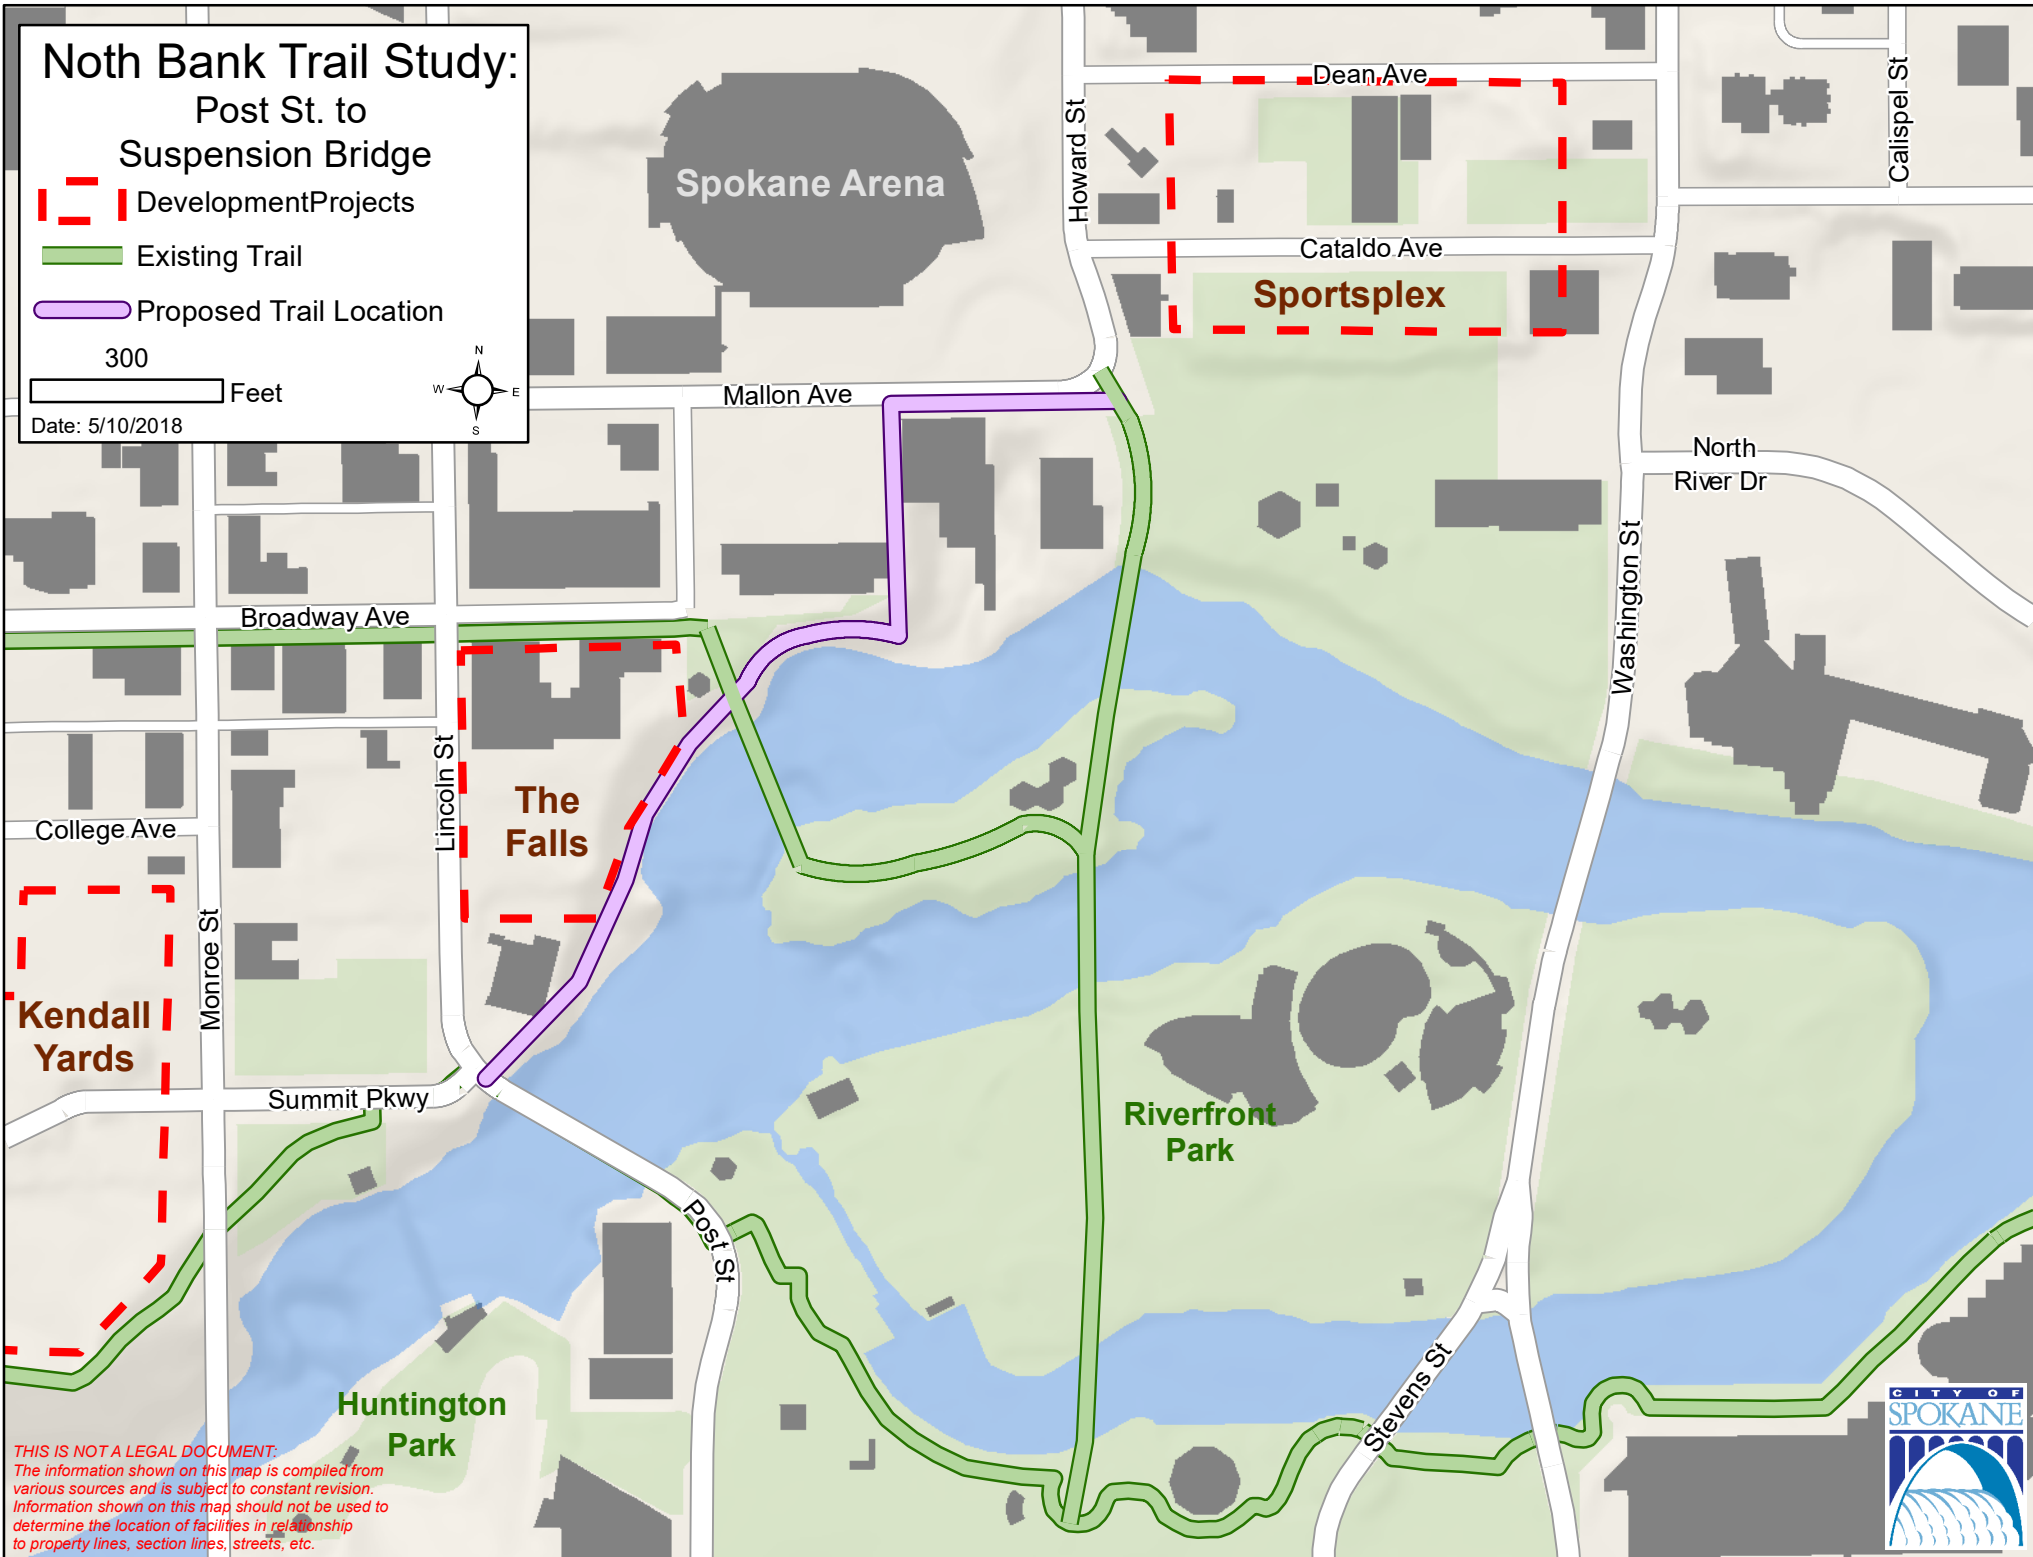 Noth Bank Trail Study:
Post St. to
Suspension Bridge
DevelopmentProjects
Existing Trail
Proposed Trail Location
300
Feet
N
W
E
S
Date: 5/10/2018
Spokane Arena
Howard St
Dean Ave
Calispel St
Cataldo Ave
Sportsplex
Mallon Ave
North
River Dr
Washington St
Broadway Ave
Lincoln St
The
Falls
College Ave
Monroe St
Kendall
Yards
Summit Pkwy
Riverfront
Park
Post St
Stevens St
Huntington
Park
THIS IS NOT A LEGAL DOCUMENT:
The information shown on this map is compiled from
various sources and is subject to constant revision.
Information shown on this map should not be used to
determine the location of facilities in relationship
to property lines, section lines, streets, etc.
CITY OF
SPOKANE